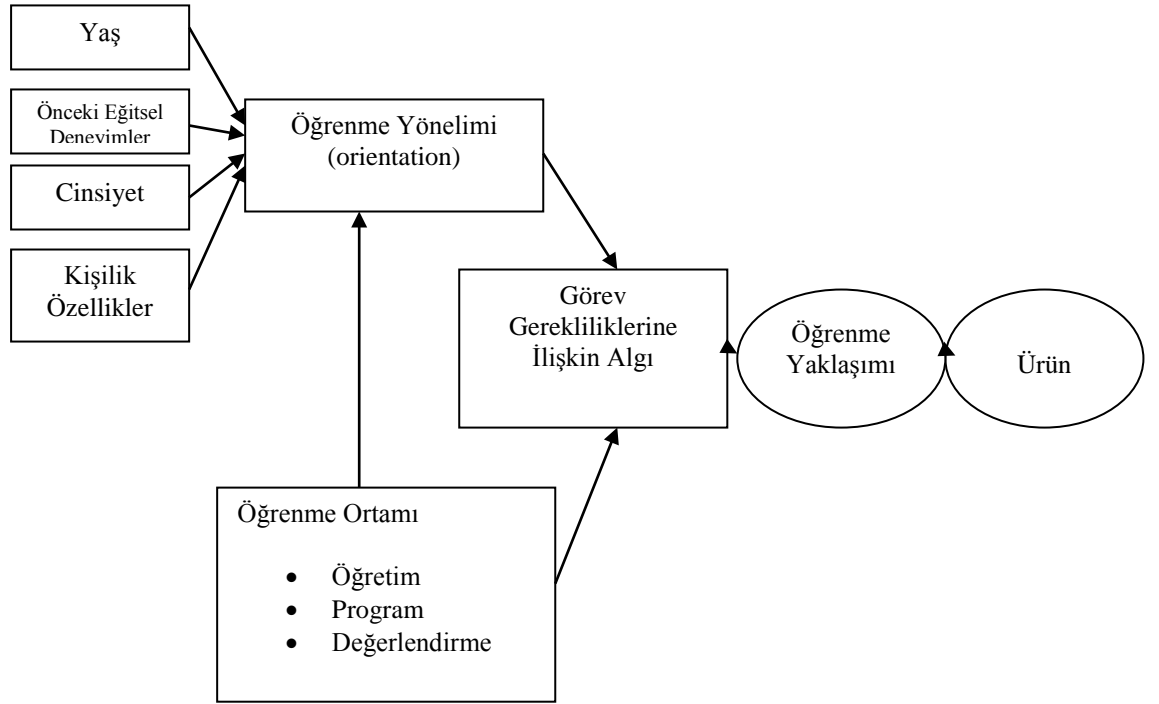 Yaş
Önceki Eğitsel
Deneyimler
Cinsiyet
Kişilik
Özellikler
Öğrenme Yönelimi
(orientation)
Görev
Gerekliliklerine
İlişkin Algı
Öğrenme
Yaklaşımı
Ürün
Öğrenme Ortamı
• Öğretim
• Program
• Değerlendirme